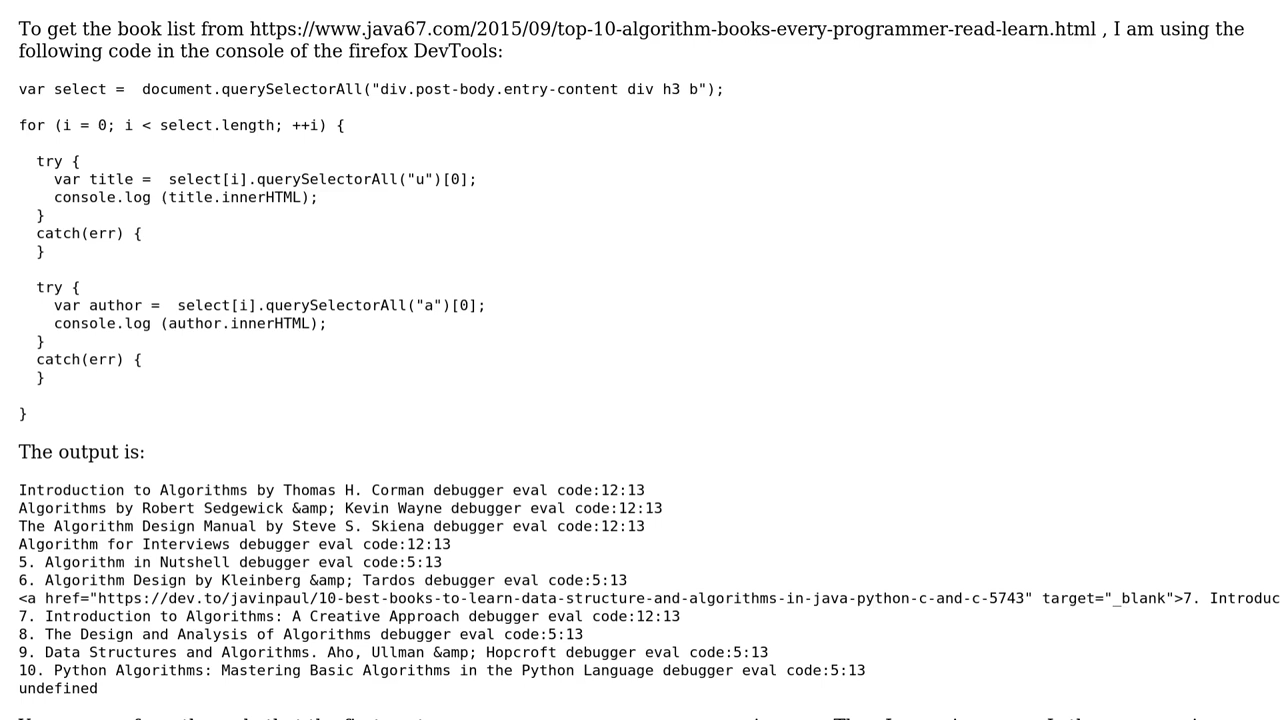 To get the book list from https://www.java67.com/2015/09/top-10-algorithm-books-every-programmer-read-learn.html , I am using the
following code in the console of the firefox DevTools:
var select =  document.querySelectorAll("div.post-body.entry-content div h3 b");
for (i = 0; i < select.length; ++i) {
  try {
    var title =  select[i].querySelectorAll("u")[0];
    console.log (title.innerHTML);
  }
  catch(err) {
  }
  try {
    var author =  select[i].querySelectorAll("a")[0];
    console.log (author.innerHTML);
  }
  catch(err) {
  }
}
The output is:
Introduction to Algorithms by Thomas H. Corman debugger eval code:12:13
Algorithms by Robert Sedgewick &amp; Kevin Wayne debugger eval code:12:13
The Algorithm Design Manual by Steve S. Skiena debugger eval code:12:13
Algorithm for Interviews debugger eval code:12:13
5. Algorithm in Nutshell debugger eval code:5:13
6. Algorithm Design by Kleinberg &amp; Tardos debugger eval code:5:13
<a href="https://dev.to/javinpaul/10-best-books-to-learn-data-structure-and-algorithms-in-java-python-c-and-c-5743" target="_blank">7. Introduc
7. Introduction to Algorithms: A Creative Approach debugger eval code:12:13
8. The Design and Analysis of Algorithms debugger eval code:5:13
9. Data Structures and Algorithms. Aho, Ullman &amp; Hopcroft debugger eval code:5:13
10. Python Algorithms: Mastering Basic Algorithms in the Python Language debugger eval code:5:13
undefined